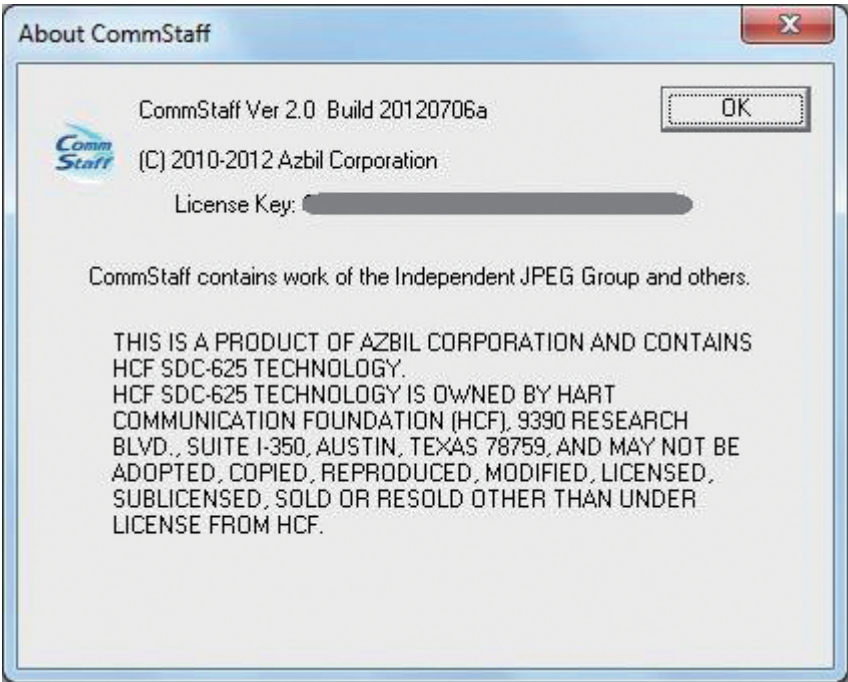 About CommStaff
CommStaff Ver 2.0 Build 20120706a
OK
Comm
Staff
(C) 2010-2012 Azbil Corporation
License Key:
CommStaff contains work of the Independent JPEG Group and others.
THIS IS A PRODUCT OF AZBIL CORPORATION AND CONTAINS
HCF SDC-625 TECHNOLOGY.
HCF SDC-625 TECHNOLOGY IS OWNED BY HART
COMMUNICATION FOUNDATION (HCF), 9390 RESEARCH
BLVD., SUITE I-350, AUSTIN, TEXAS 78759, AND MAY NOT BE
ADOPTED, COPIED, REPRODUCED, MODIFIED, LICENSED,
SUBLICENSED, SOLD OR RESOLD OTHER THAN UNDER
LICENSE FROM HCF.